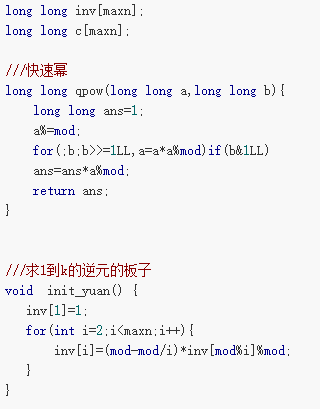 long long inv[maxn];
long long c[maxn];
///快速幂
long long qpow(long long a,long long b){
long long ans=1;
a%=mod;
for(;b;b>>=1LL,a=a*a%mod)if(b&1LL)
ans=ans*a%mod;
return ans;
}
///求1到k的逆元的板子
void  init_yuan() {
inv[1]=1;
for(int i=2;i<maxn;i++){
inv[i]=(mod-mod/i)*inv[mod%i]%mod;
}
}